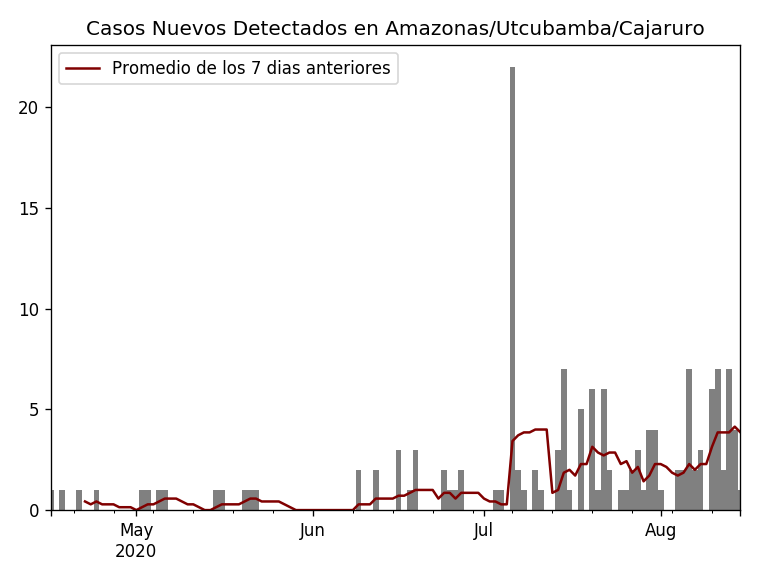 Casos Nuevos Detectados en Amazonas/Utcubamba/Cajaruro
Promedio de los 7 dias anteriores
20
15
10
5
0
May
2020
Jun
Jul
Aug